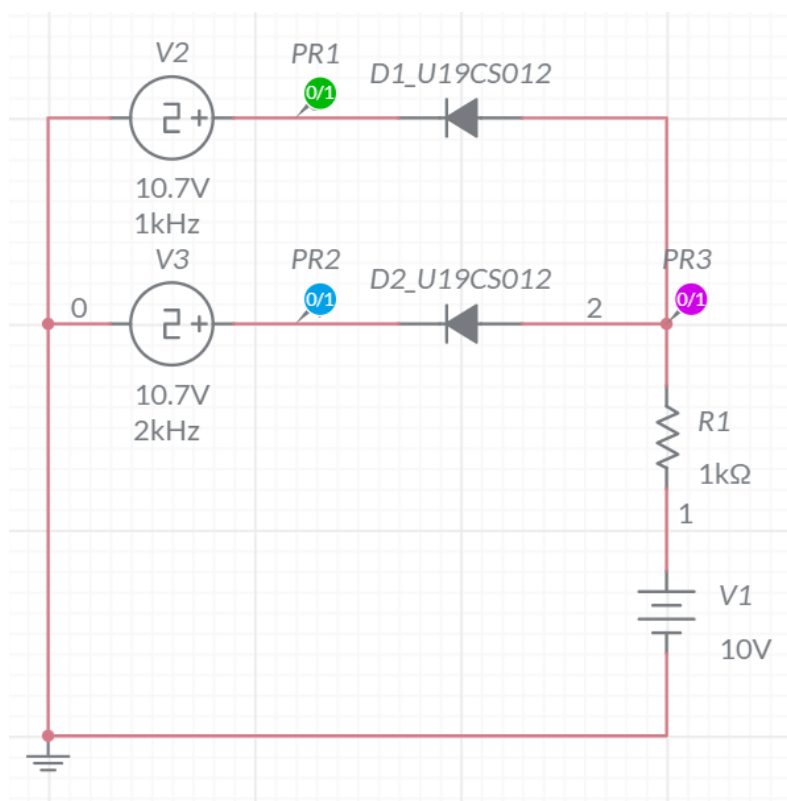 V2
PR1
0/1
D1_U19CS012
10.7V
1kHz
V3
PR2
0/1
D2_U19CS012
PR3
0/1
0
2
10.7V
2kHz
R1
1kΩ
1
V1
10V